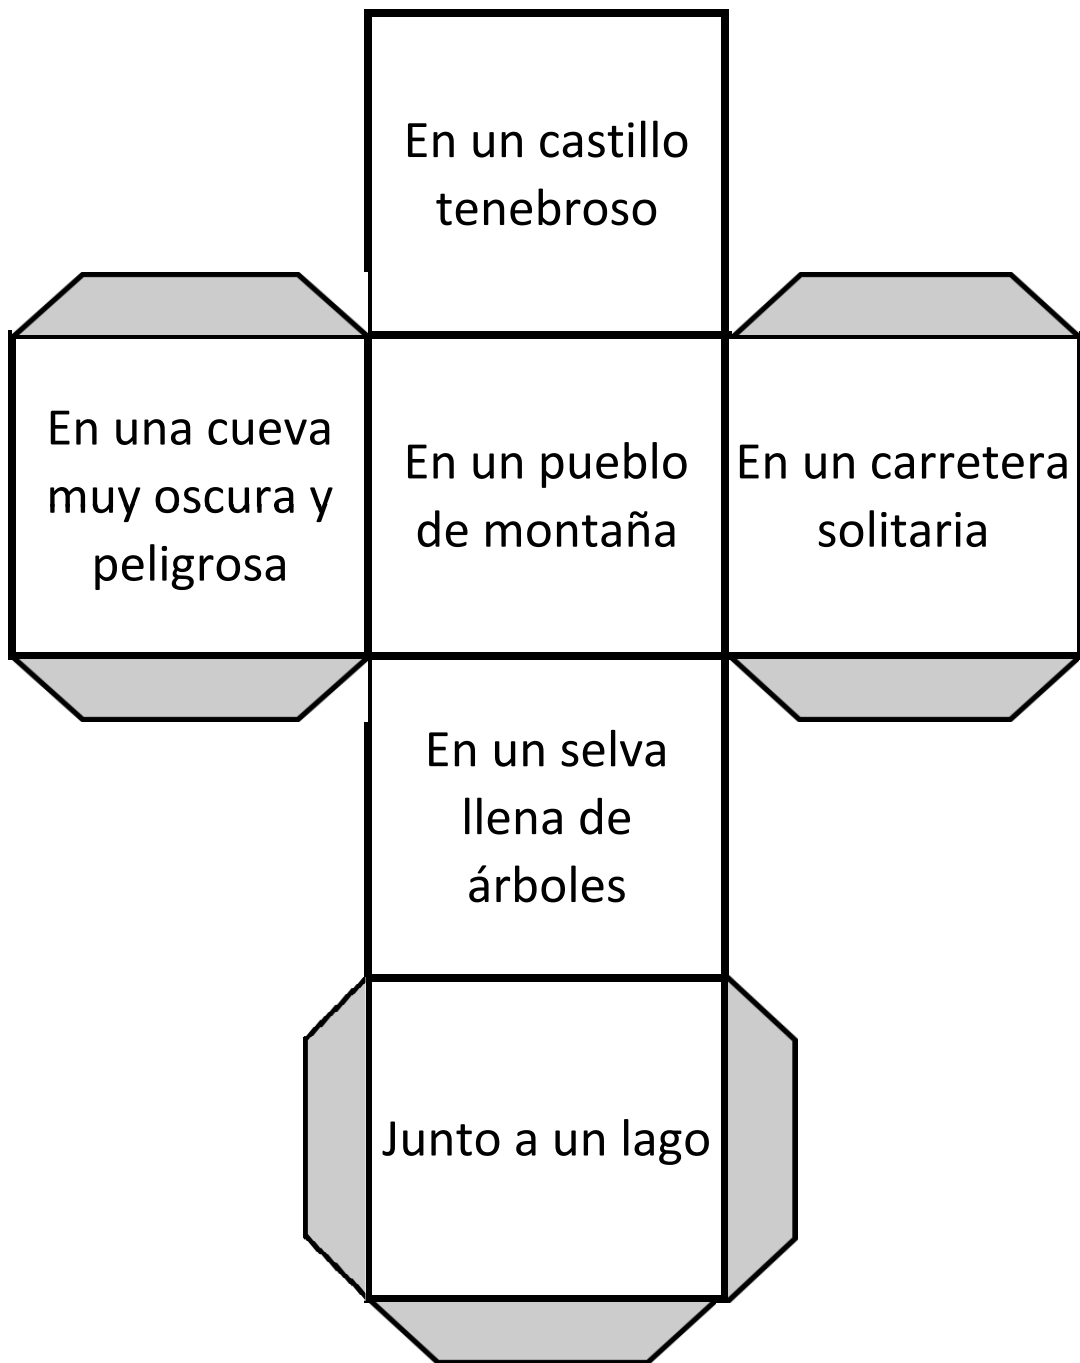 En un castillo
tenebroso
En una cueva
muy oscura y
peligrosa
En un pueblo
de montaña
En un carretera
solitaria
En un selva
llena de
árboles
Junto a un lago